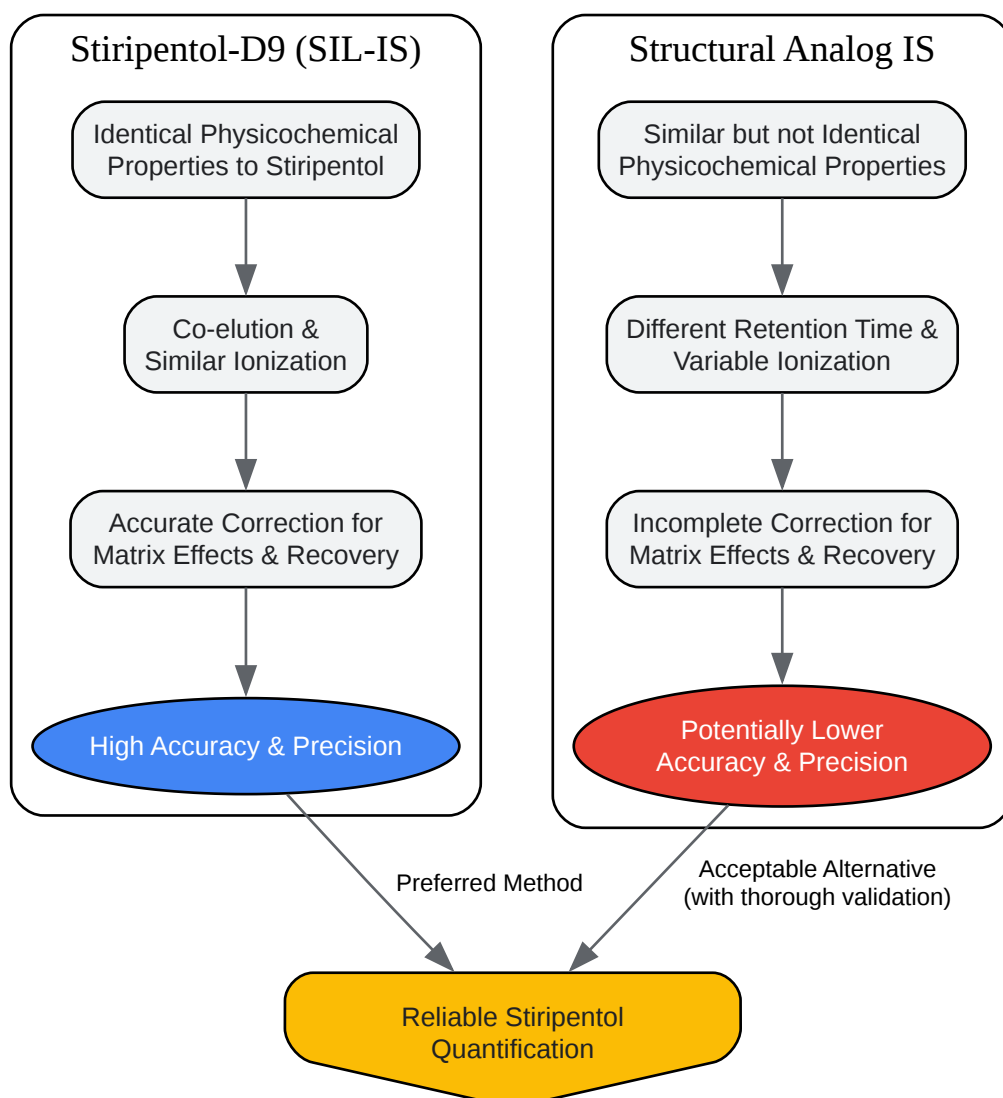 Stiripentol-D9 (SIL-IS)
Identical Physicochemical
Properties to Stiripentol
Co-elution &
Similar Ionization
Accurate Correction for
Matrix Effects & Recovery
High Accuracy & Precision
Structural Analog IS
Similar but not Identical
Physicochemical Properties
Different Retention Time &
Variable Ionization
Incomplete Correction for
Matrix Effects & Recovery
Potentially Lower
Accuracy & Precision
Preferred Method
Acceptable Alternative
(with thorough validation)
Reliable Stiripentol
Quantification